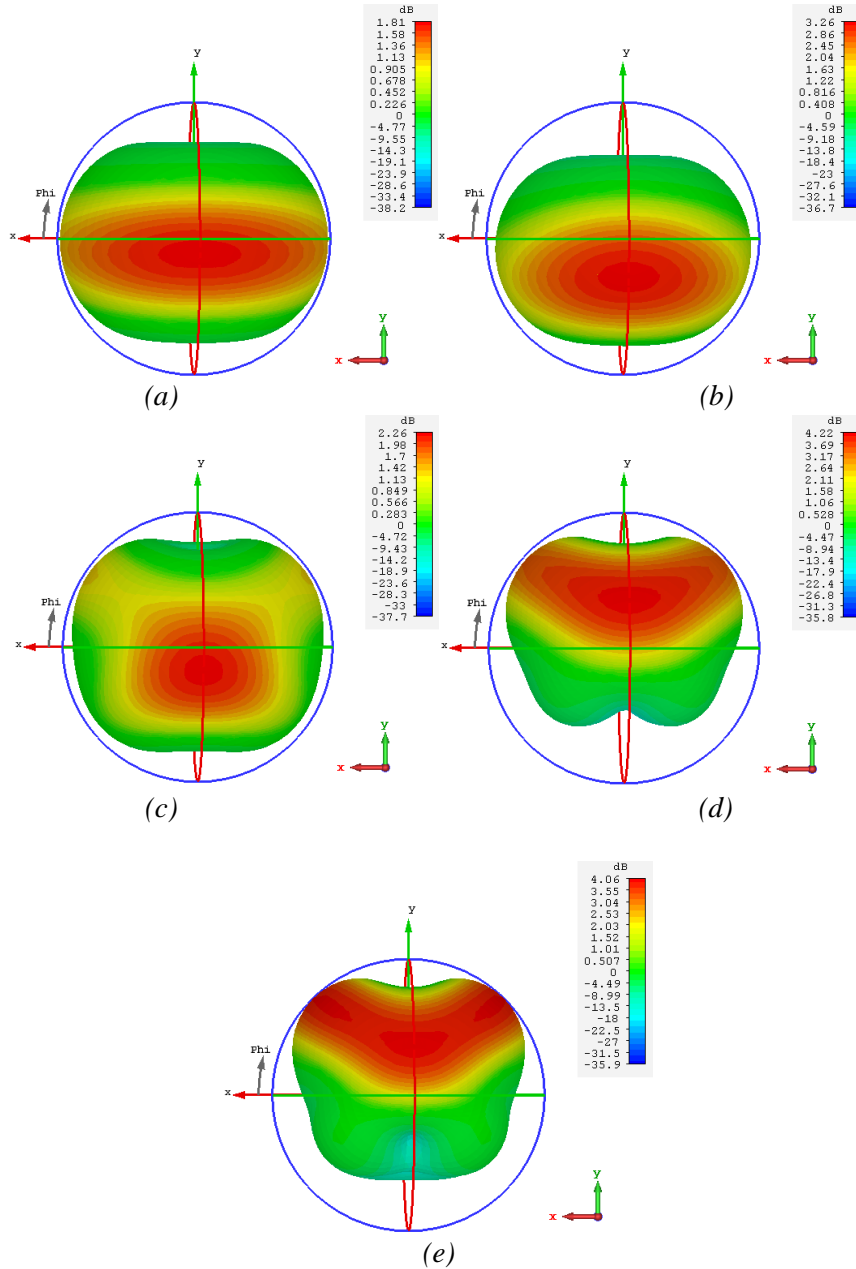 dB
1.81
1.58
1.36
1.13
0.905
0.678
0.452
0.226
0
-4.77
-9.55
-14.3
-19.1
-23.9
-28.6
-33.4
-38.2
y
Phi
x
y
x
(a)
dB
3.26
2.86
2.45
2.04
1.63
1.22
0.816
0.408
0
-4.59
-9.18
-13.8
-18.4
-23
-27.6
-32.1
-36.7
y
Phi
x
y
x
(b)
dB
2.26
1.98
1.7
1.42
1.13
0.849
0.566
0.283
0
-4.72
-9.43
-14.2
-18.9
-23.6
-28.3
-33
-37.7
y
Phi
x
y
x
(c)
dB
4.22
3.69
3.17
2.64
2.11
1.58
1.06
0.528
0
-4.47
-8.94
-13.4
-17.9
-22.4
-26.8
-31.3
-35.8
y
Phi
x
y
x
(d)
dB
4.06
3.55
3.04
2.53
2.03
1.52
1.01
0.507
0
-4.49
-8.99
-13.5
-18
-22.5
-27
-31.5
-35.9
y
Phi
x
y
x
(e)